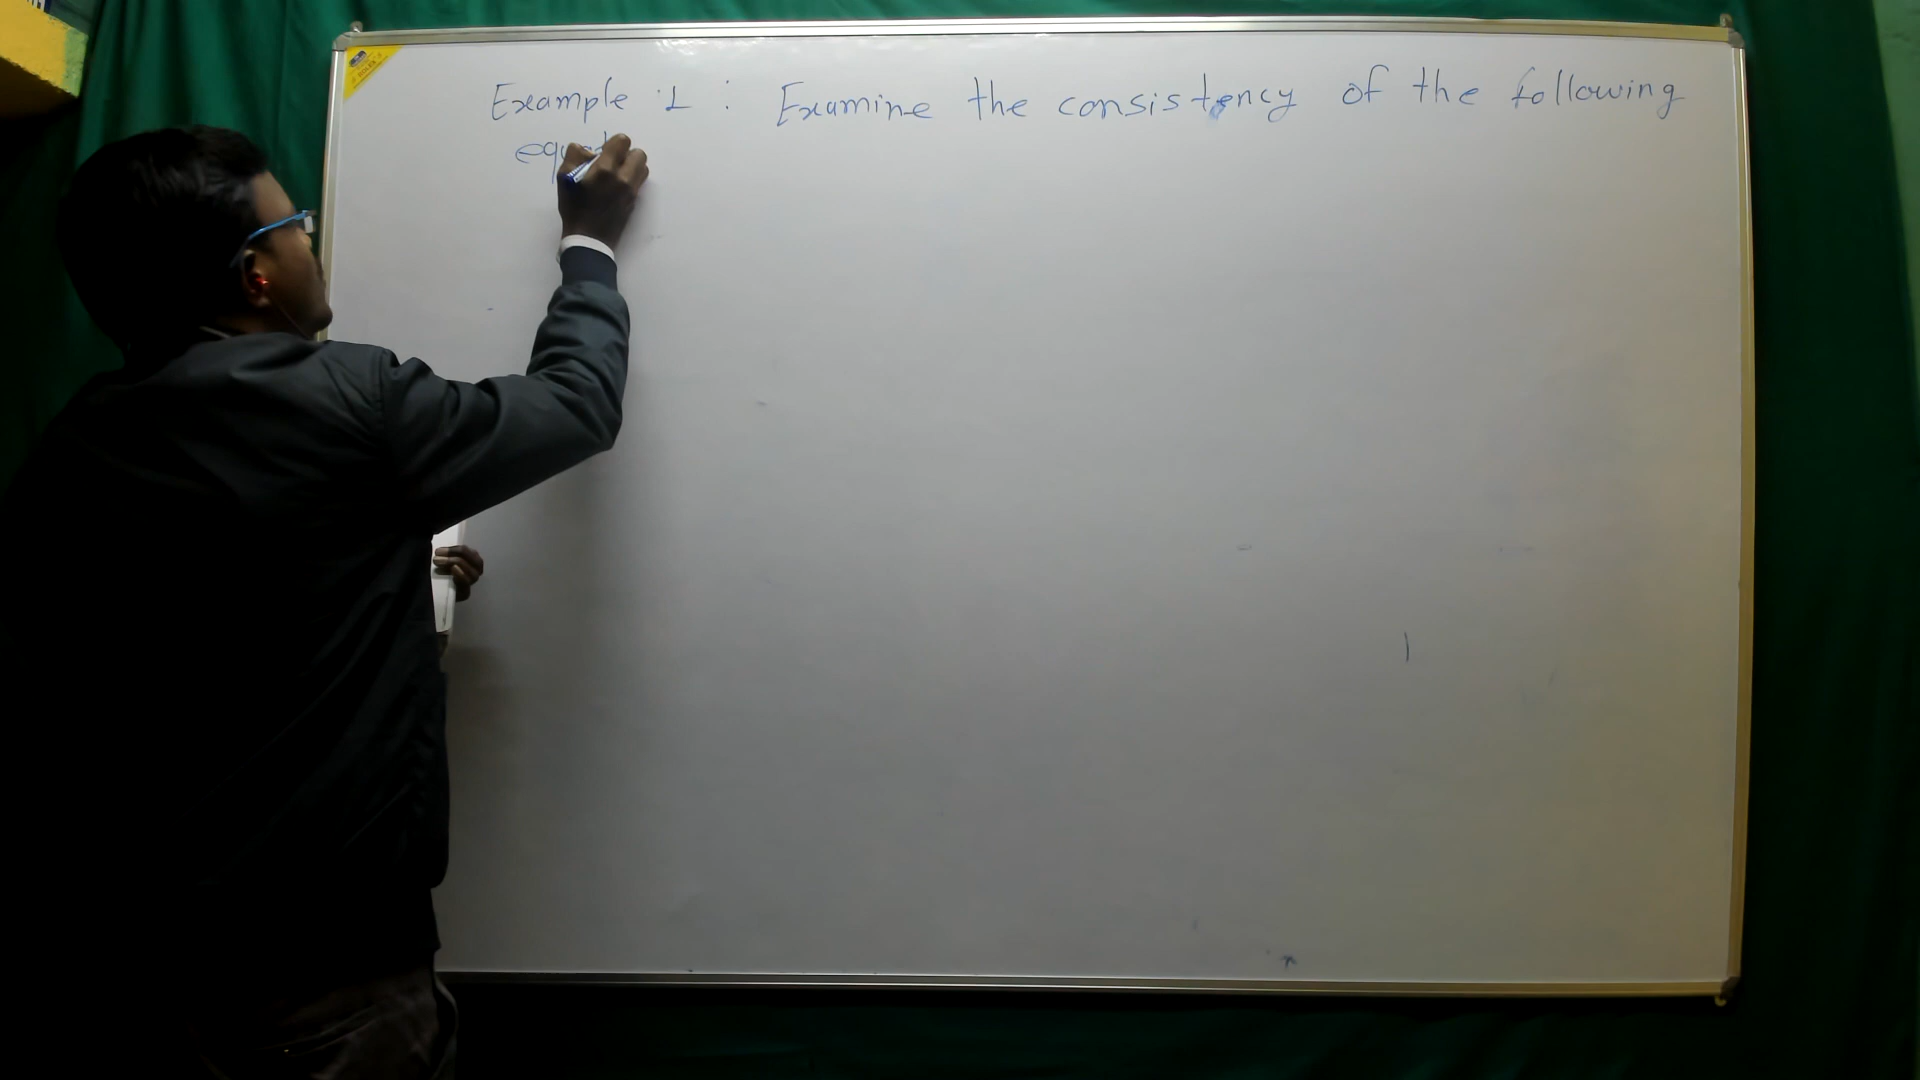 Example 1 : Examine the consistency of the following